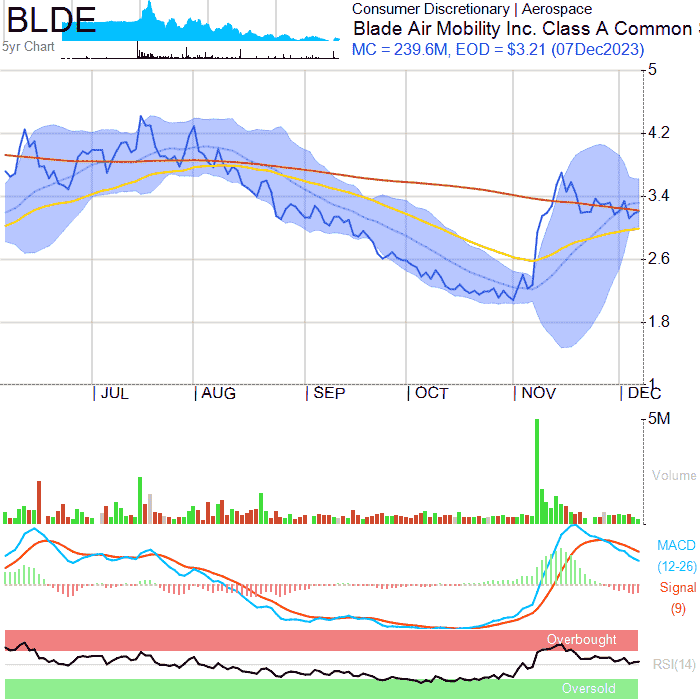 BLDE
5yr Chart
Consumer Discretionary | Aerospace
Blade Air Mobility Inc. Class A Common
MC = 239.6M, EOD = $3.21 (07Dec2023)
5
4.2
3.4
2.6
1.8
1
JUL AUG SEP OCT NOV DEC
5M
Volume
MACD
(12-26)
Signal
(9)
Overbought
RSI(14)
Oversold